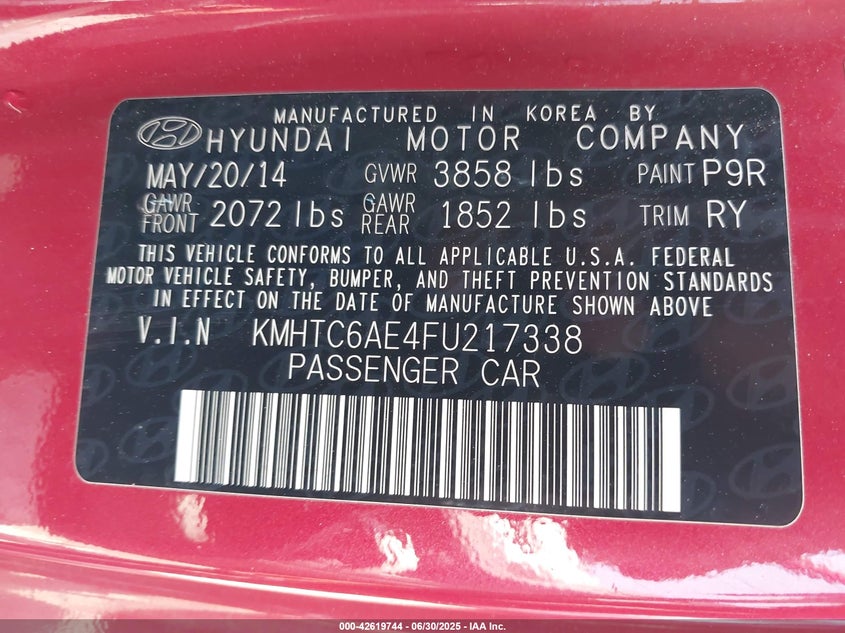 MANUFACTURED IN KOREA BY
HYUNDAI MOTOR COMPANY
MAY/20/14 GVWR 3858 lbs PAINT P9R
GAWR FRONT 2072 lbs GAWR REAR 1852 lbs TRIM RY
THIS VEHICLE CONFORMS TO ALL APPLICABLE U.S.A. FEDERAL
MOTOR VEHICLE SAFETY, BUMPER, AND THEFT PREVENTION STANDARDS
IN EFFECT ON THE DATE OF MANUFACTURE SHOWN ABOVE
V.I.N KMHTC6AE4FU217338
PASSENGER CAR
000-42619744 - 06/30/2025 - IAA Inc.